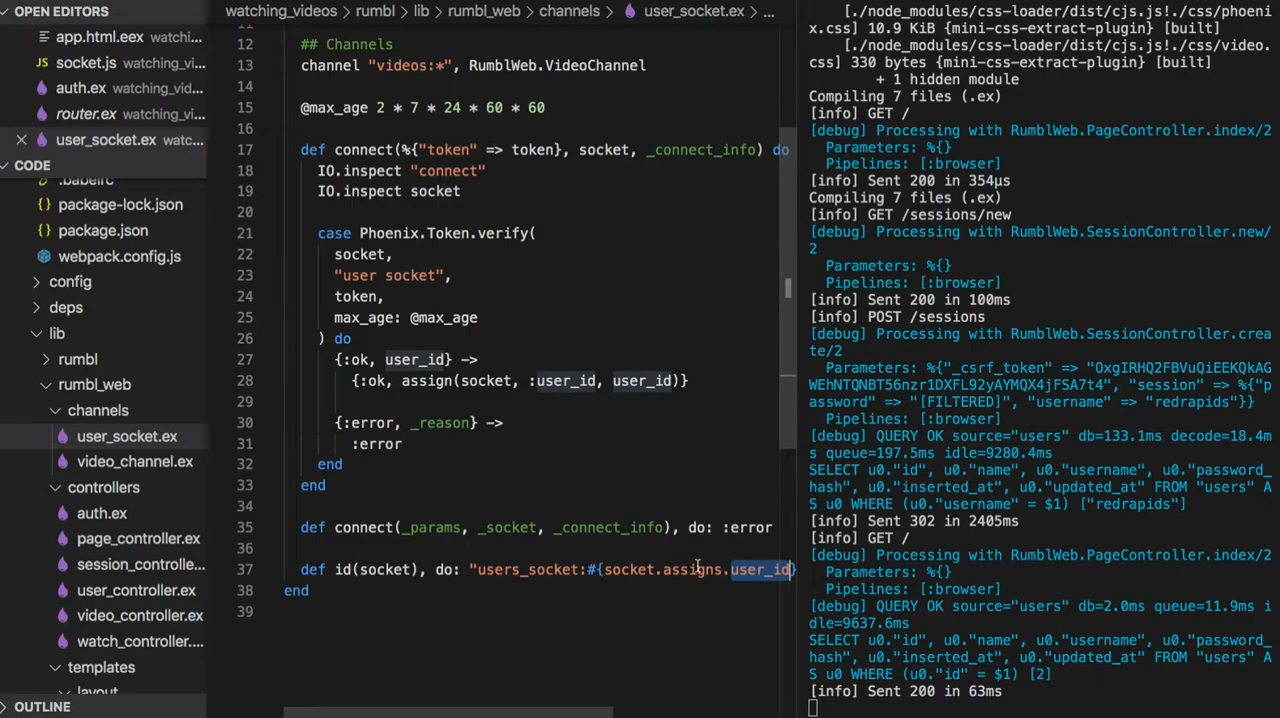 OPEN EDITORS
app.html.eex watchi...
JS socket.js watching_vi...
auth.ex watching_vid...
router.ex watching_vi...
user_socket.ex watc...
CODE
.babelrc
{} package-lock.json
{} package.json
webpack.config.js
config
deps
lib
rumbl
rumbl_web
channels
user_socket.ex
video_channel.ex
controllers
auth.ex
page_controller.ex
session_controlle...
user_controller.ex
video_controller.ex
watch_controller....
templates
layout
OUTLINE
watching_videos > rumbl > lib > rumbl_web > channels > user_socket.ex > ...
11
12 ## Channels
13 channel "videos:*", RumblWeb.VideoChannel
14
15 @max_age 2 * 7 * 24 * 60 * 60
16
17 def connect(%{"token" => token}, socket, _connect_info) do
18 IO.inspect "connect"
19 IO.inspect socket
20
21 case Phoenix.Token.verify(
22 socket,
23 "user socket",
24 token,
25 max_age: @max_age
26 ) do
27 {:ok, user_id} ->
28 {:ok, assign(socket, :user_id, user_id)}
29
30 {:error, _reason} ->
31 :error
32 end
33 end
34
35 def connect(_params, _socket, _connect_info), do: :error
36
37 def id(socket), do: "users_socket:#{socket.assigns.user_id}
38 end
39
[./node_modules/css-loader/dist/cjs.js!./css/phoeni
x.css] 10.9 KiB {mini-css-extract-plugin} [built]
[./node_modules/css-loader/dist/cjs.js!./css/video.
css] 330 bytes {mini-css-extract-plugin} [built]
+ 1 hidden module
Compiling 7 files (.ex)
[info] GET /
[debug] Processing with RumblWeb.PageController.index/2
Parameters: %{}
Pipelines: [:browser]
[info] Sent 200 in 354µs
Compiling 7 files (.ex)
[info] GET /sessions/new
[debug] Processing with RumblWeb.SessionController.new/
2
Parameters: %{}
Pipelines: [:browser]
[info] Sent 200 in 100ms
[info] POST /sessions
[debug] Processing with RumblWeb.SessionController.crea
te/2
Parameters: %{"_csrf_token" => "OxgIRHQ2FBVuQiEEKQkAG
WEhNTQNBT56nzr1DXFL92yAYMQX4jFSA7t4", "session" => %{"p
assword" => "[FILTERED]", "username" => "redrapids"}}
Pipelines: [:browser]
[debug] QUERY OK source="users" db=133.1ms decode=18.4m
s queue=197.5ms idle=9280.4ms
SELECT u0."id", u0."name", u0."username", u0."password_
hash", u0."inserted_at", u0."updated_at" FROM "users" A
S u0 WHERE (u0."username" = $1) ["redrapids"]
[info] Sent 302 in 2405ms
[info] GET /
[debug] Processing with RumblWeb.PageController.index/2
Parameters: %{}
Pipelines: [:browser]
[debug] QUERY OK source="users" db=2.0ms queue=11.9ms i
dle=9637.6ms
SELECT u0."id", u0."name", u0."username", u0."password_
hash", u0."inserted_at", u0."updated_at" FROM "users" A
S u0 WHERE (u0."id" = $1) [2]
[info] Sent 200 in 63ms